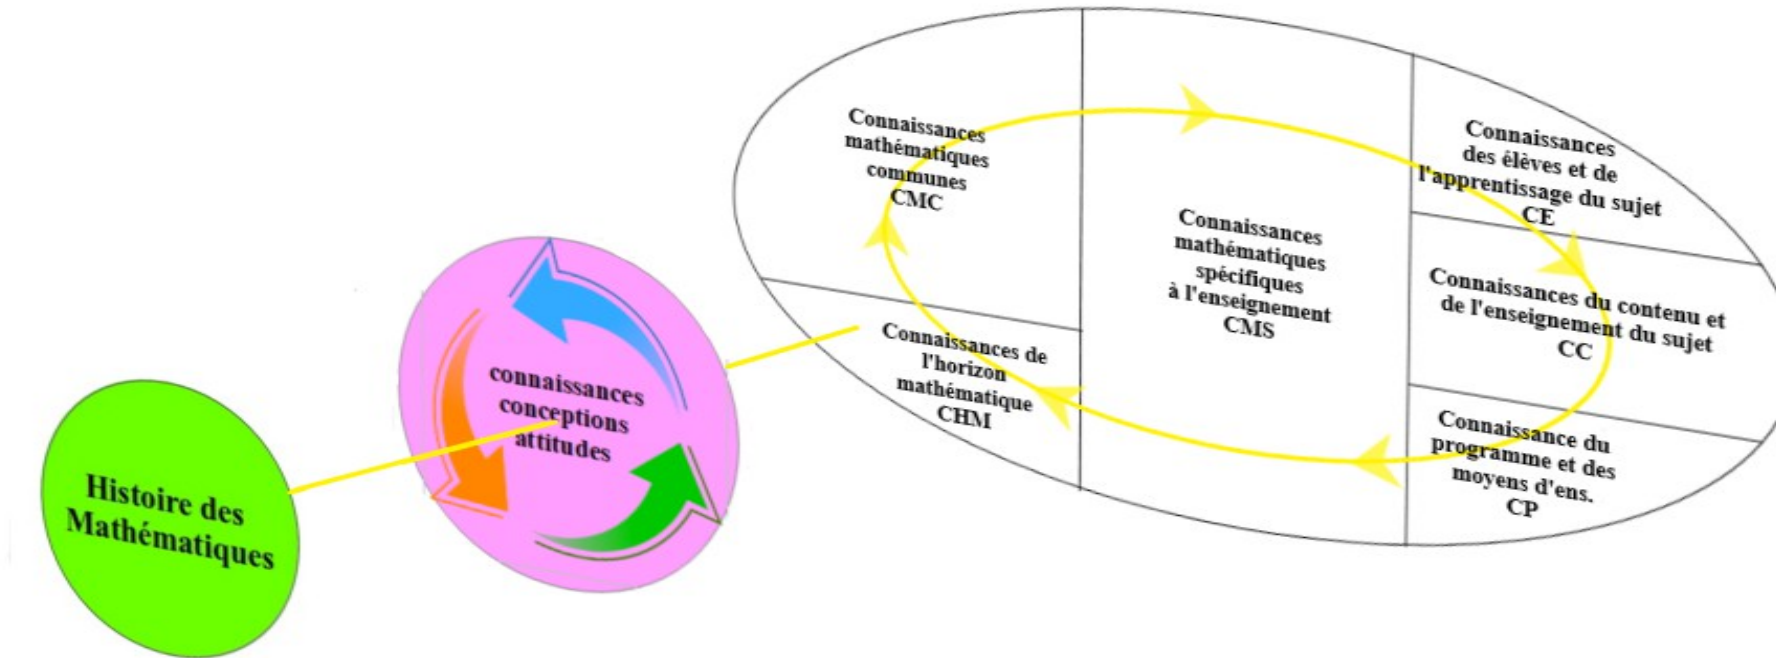 Histoire des
Mathématiques
connaissances
conceptions
attitudes
Connaissances
mathématiques
communes
CMC
Connaissances de
l'horizon
mathématique
CHM
Connaissances
mathématiques
spécifiques
à l'enseignement
CMS
Connaissances
des élèves et de
l'apprentissage du sujet
CE
Connaissances du contenu et
de l'enseignement du sujet
CC
Connaissance du
programme et des
moyens d'ens.
CP